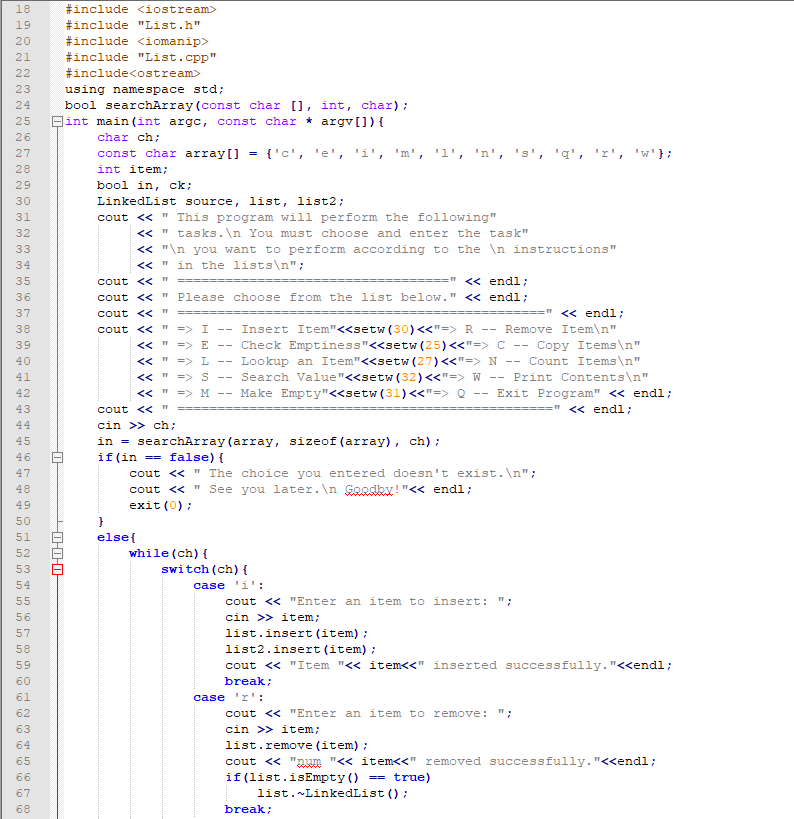 18 #include <iostream>
19 #include "List.h"
20 #include <iomanip>
21 #include "List.cpp"
22 #include<ostream>
23 using namespace std;
24 bool searchArray(const char [], int, char);
25 int main(int argc, const char * argv[]){
26 char ch;
27 const char array[] = {'c', 'e', 'i', 'm', 'l', 'n', 's', 'q', 'r', 'w'};
28 int item;
29 bool in, ck;
30 LinkedList source, list, list2;
31 cout << " This program will perform the following"
32 << " tasks.\n You must choose and enter the task"
33 << "\n you want to perform according to the \n instructions"
34 << " in the lists\n";
35 cout << " ==================================" << endl;
36 cout << " Please choose from the list below." << endl;
37 cout << " ==============================================" << endl;
38 cout << " => I -- Insert Item"<<setw(30)<<"=> R -- Remove Item\n"
39 << " => E -- Check Emptiness"<<setw(25)<<"=> C -- Copy Items\n"
40 << " => L -- Lookup an Item"<<setw(27)<<"=> N -- Count Items\n"
41 << " => S -- Search Value"<<setw(32)<<"=> W -- Print Contents\n"
42 << " => M -- Make Empty"<<setw(31)<<"=> Q -- Exit Program" << endl;
43 cout << " ===============================================" << endl;
44 cin >> ch;
45 in = searchArray(array, sizeof(array), ch);
46 if(in == false){
47 cout << " The choice you entered doesn't exist.\n";
48 cout << " See you later.\n Goodby!"<< endl;
49 exit(0);
50 }
51 else{
52 while(ch){
53 switch(ch){
54 case 'i':
55 cout << "Enter an item to insert: ";
56 cin >> item;
57 list.insert(item);
58 list2.insert(item);
59 cout << "Item "<< item<<" inserted successfully."<<endl;
60 break;
61 case 'r':
62 cout << "Enter an item to remove: ";
63 cin >> item;
64 list.remove(item);
65 cout << "num "<< item<<" removed successfully."<<endl;
66 if(list.isEmpty() == true)
67 list.~LinkedList();
68 break;